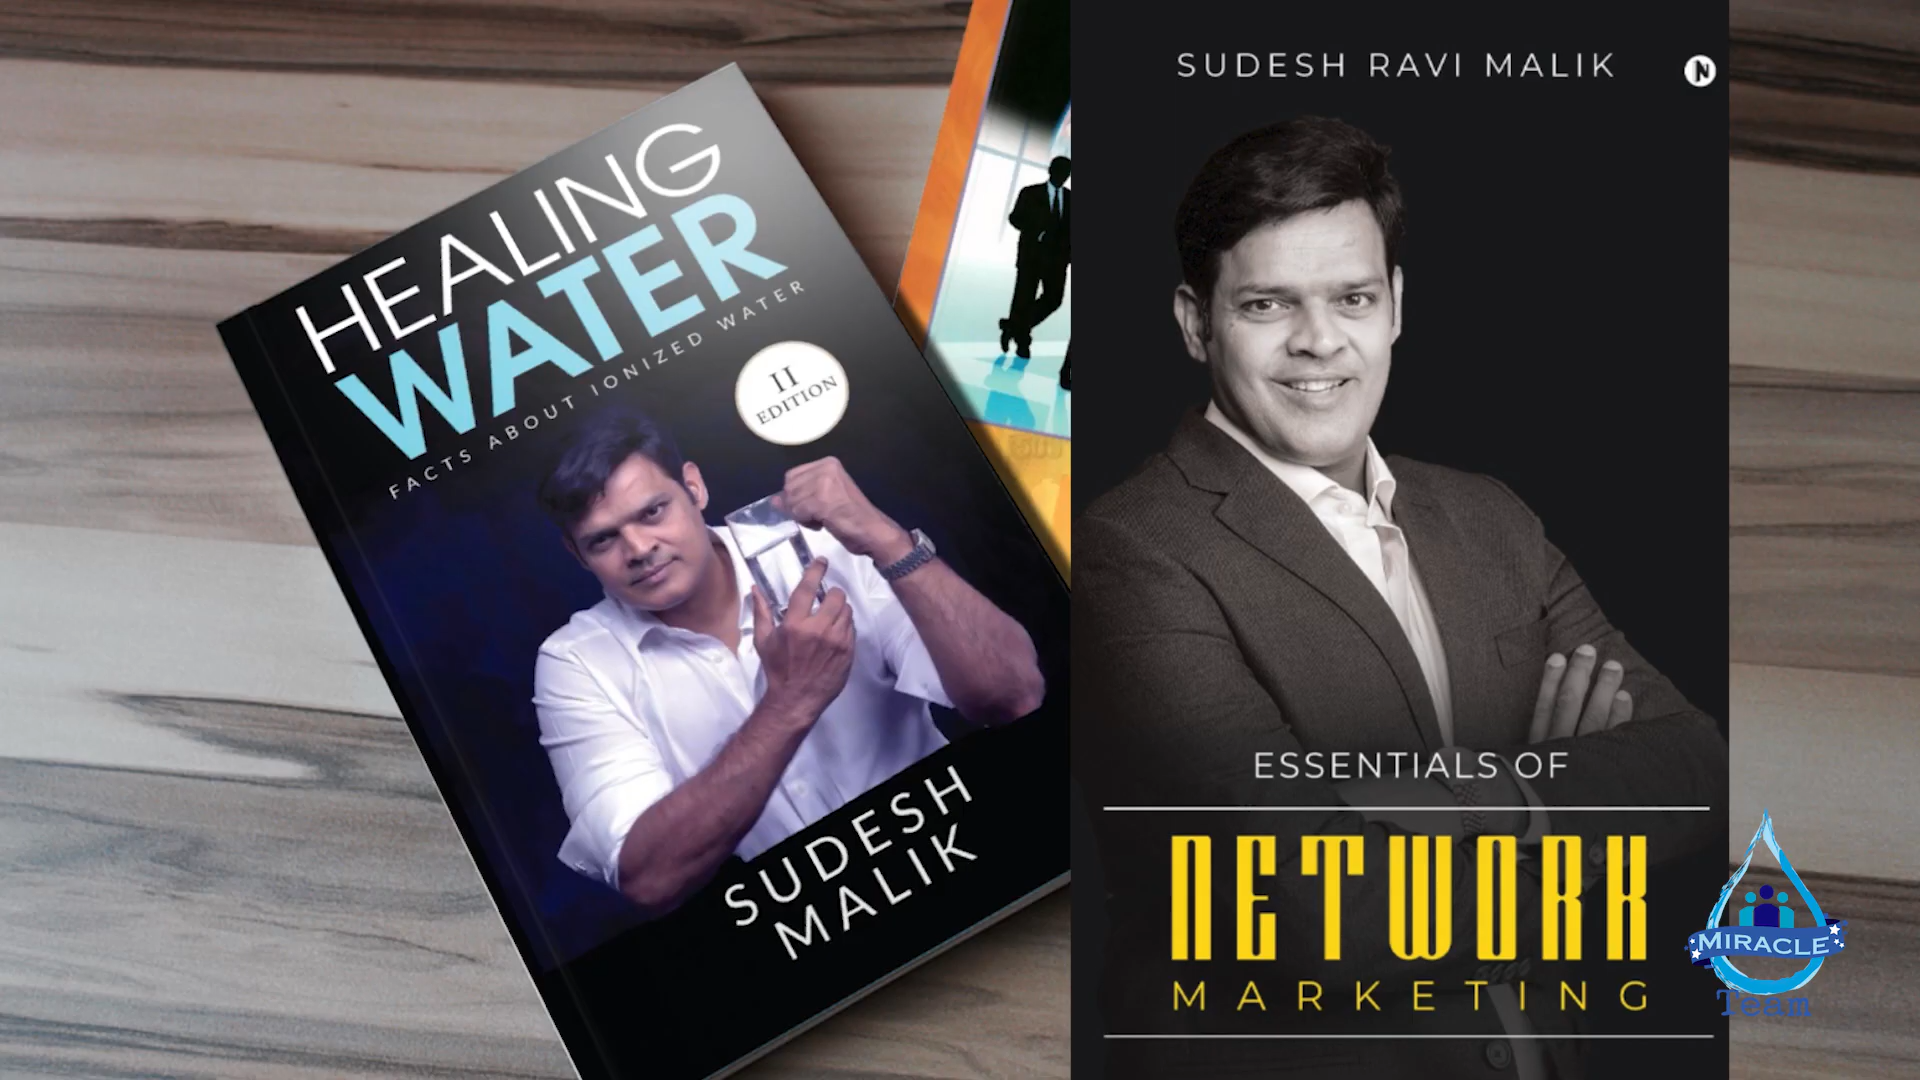 HEALING
WATER
FACTS ABOUT IONIZED WATER
II
EDITION
SUDESH
MALIK
SUDESH RAVI MALIK
N
ESSENTIALS OF
NETWORK
MARKETING
MIRACLE
Team